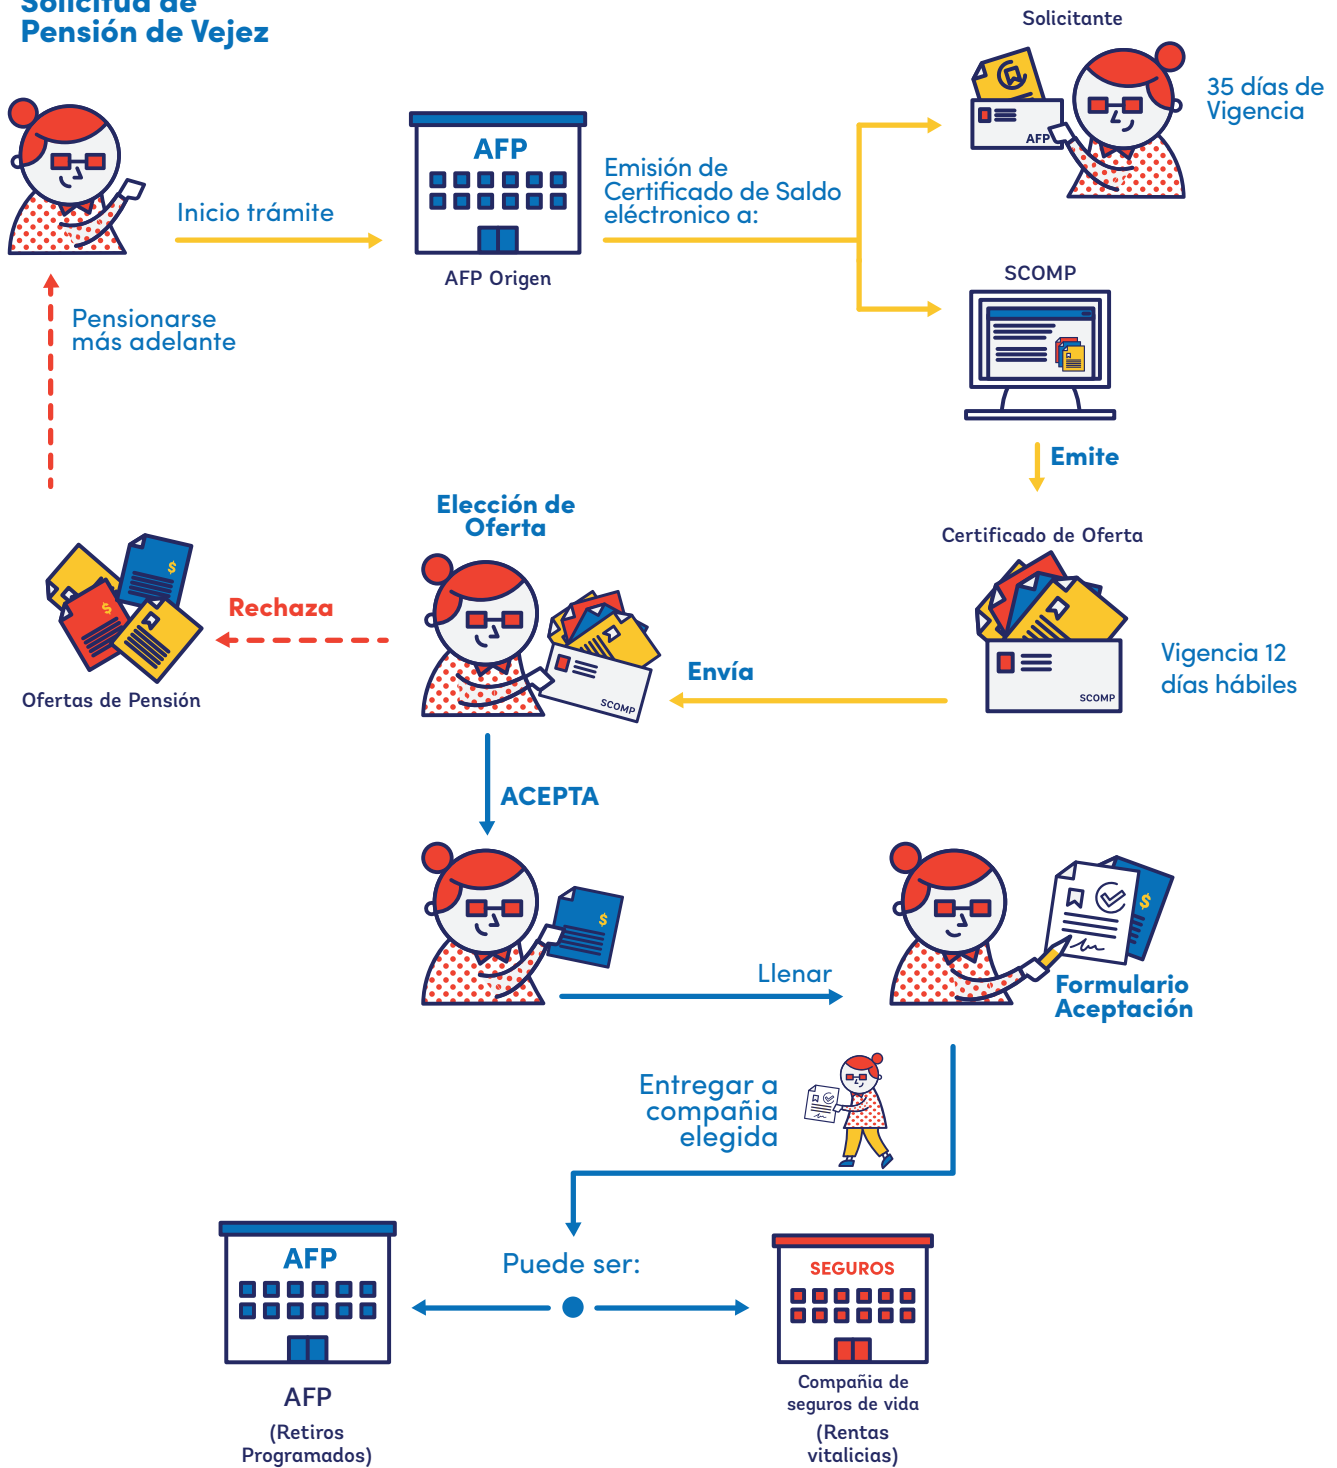 Solicitud de
Pensión de Vejez
Solicitante
35 días de
Vigencia
AFP
AFP
Inicio trámite
Emisión de
Certificado de Saldo
eléctronico a:
AFP Origen
SCOMP
Pensionarse
más adelante
Emite
Elección de
Oferta
Certificado de Oferta
$
$
Rechaza
Envía
Vigencia 12
días hábiles
SCOMP
SCOMP
Ofertas de Pensión
ACEPTA
$
$
Llenar
Formulario
Aceptación
Entregar a
compañia
elegida
AFP
Puede ser:
SEGUROS
AFP
(Retiros
Programados)
Compañia de
seguros de vida
(Rentas
vitalicias)